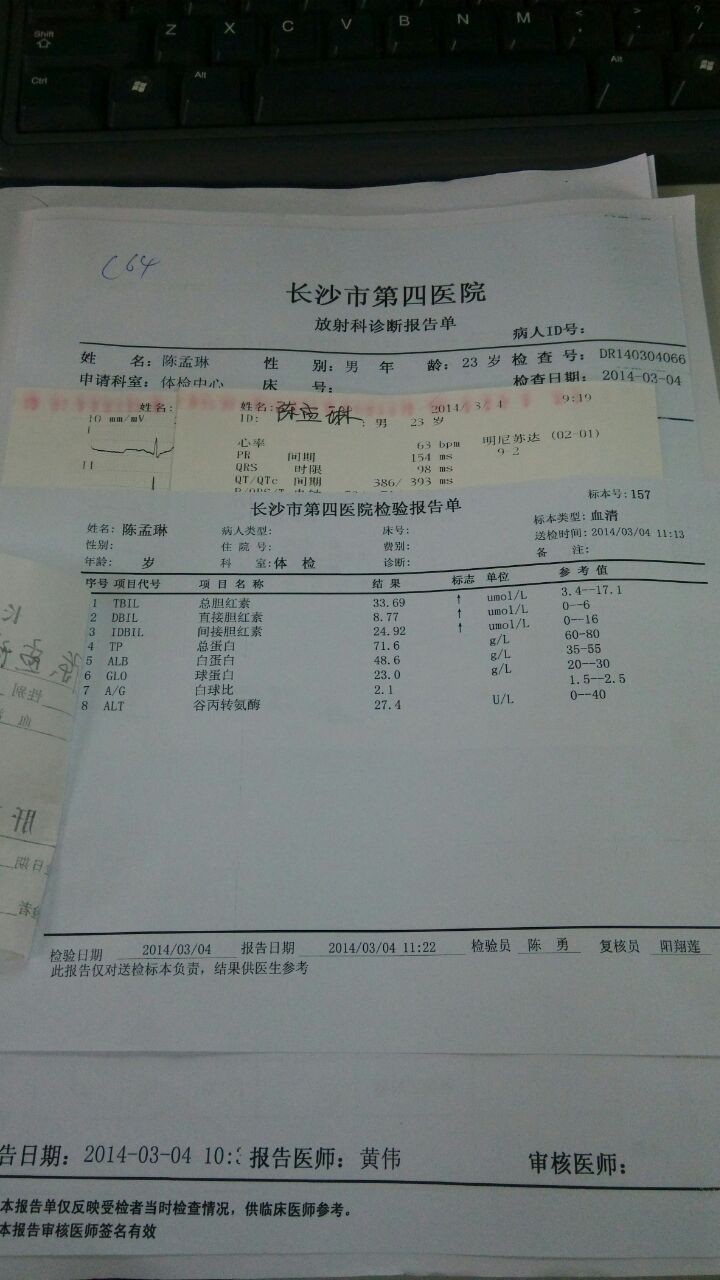 Shift
Z X C V B N M < > ?
Ctrl Alt Alt
C64
长沙市第四医院
放射科诊断报告单
病人ID号:
姓 名: 陈孟琳 性 别: 男 年 龄: 23 岁 检 查 号: DR140304066
申请科室: 体检中心 床 号: 检查日期: 2014-03-04
姓名: 姓名: 陈孟琳 9:19
ID: 男 23 岁
10 mm/mV
心率 63 bpm 明尼苏达 (02-01)
PR 间期 154 ms 9-2
QRS 时限 98 ms
QT/QTc 间期 386/ 393 ms
标本号: 157
长沙市第四医院检验报告单
姓名: 陈孟琳 病人类型: 床号: 标本类型: 血清
性别: 住 院 号: 费别: 送检时间: 2014/03/04 11:13
年龄: 岁 科 室: 体 检 诊断: 备 注:
序号 项目代号 项 目 名 称 结 果 标志 单位 参 考 值
1 TBIL 总胆红素 33.69 ↑ umol/L 3.4--17.1
2 DBIL 直接胆红素 8.77 ↑ umol/L 0--6
3 IDBIL 间接胆红素 24.92 ↑ umol/L 0--16
4 TP 总蛋白 71.6 g/L 60-80
5 ALB 白蛋白 48.6 g/L 35-55
6 GLO 球蛋白 23.0 g/L 20--30
7 A/G 白球比 2.1 1.5--2.5
8 ALT 谷丙转氨酶 27.4 U/L 0--40
检验日期 2014/03/04 报告日期 2014/03/04 11:22 检验员 陈 勇 复核员 阳翔莲
此报告仅对送检标本负责，结果供医生参考
告日期: 2014-03-04 10: 报告医师: 黄伟 审核医师:
本报告单仅反映受检者当时检查情况，供临床医师参考。
本报告审核医师签名有效